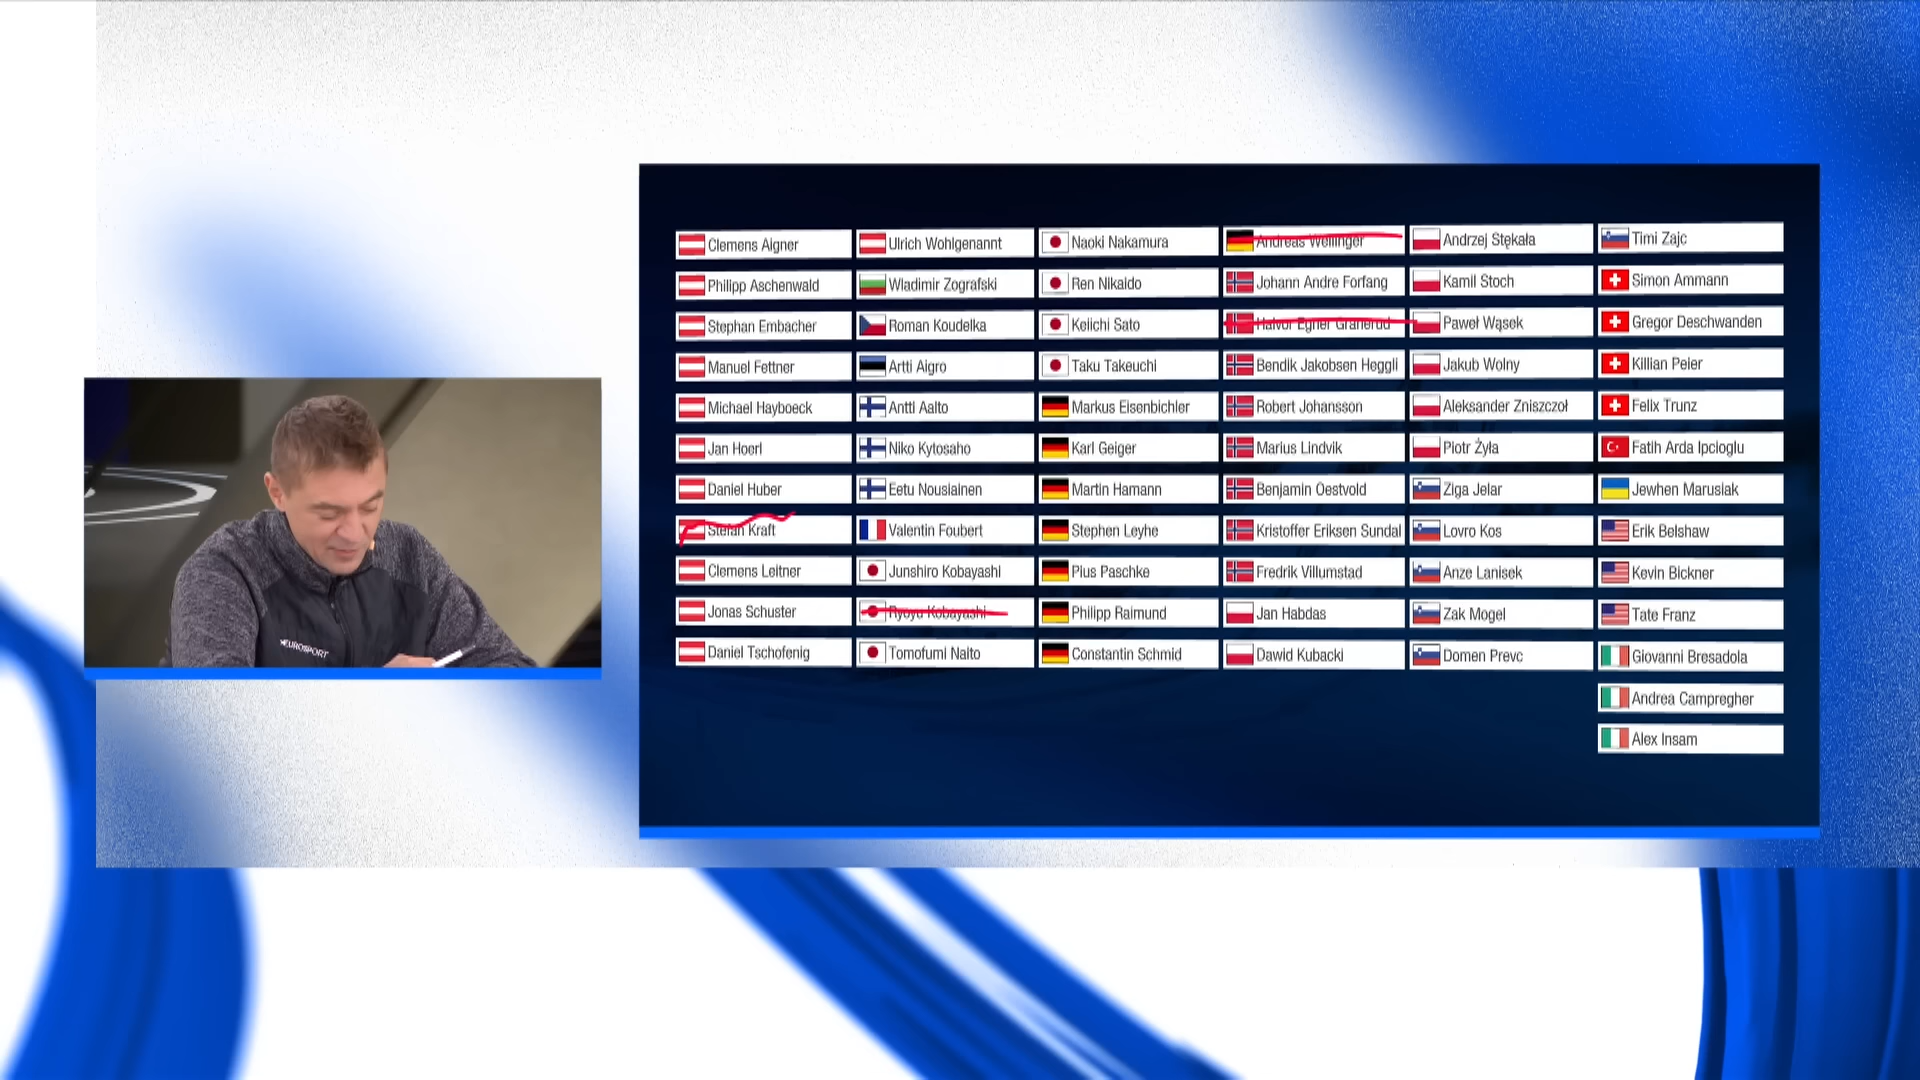 Clemens Aigner
Philipp Aschenwald
Stephan Embacher
Manuel Fettner
Michael Hayboeck
Jan Hoerl
Daniel Huber
Stefan Kraft
Clemens Leitner
Jonas Schuster
Daniel Tschofenig
Ulrich Wohlgenannt
Wladimir Zografski
Roman Koudelka
Artti Aigro
Antti Aalto
Niko Kytosaho
Eetu Nousiainen
Valentin Foubert
Junshiro Kobayashi
Ryoyu Kobayashi
Tomofumi Naito
Naoki Nakamura
Ren Nikaido
Keiichi Sato
Taku Takeuchi
Markus Eisenbichler
Karl Geiger
Martin Hamann
Stephen Leyhe
Pius Paschke
Philipp Raimund
Constantin Schmid
Andreas Wellinger
Johann Andre Forfang
Halvor Egner Granerud
Bendik Jakobsen Heggli
Robert Johansson
Marius Lindvik
Benjamin Oestvold
Kristoffer Eriksen Sundal
Fredrik Villumstad
Jan Habdas
Dawid Kubacki
Andrzej Stękała
Kamil Stoch
Paweł Wąsek
Jakub Wolny
Aleksander Zniszczoł
Piotr Żyła
Ziga Jelar
Lovro Kos
Anze Lanisek
Zak Mogel
Domen Prevc
Timi Zajc
Simon Ammann
Gregor Deschwanden
Killian Peier
Felix Trunz
Fatih Arda Ipcioglu
Jewhen Marusiak
Erik Belshaw
Kevin Bickner
Tate Franz
Giovanni Bresadola
Andrea Campregher
Alex Insam
EUROSPORT